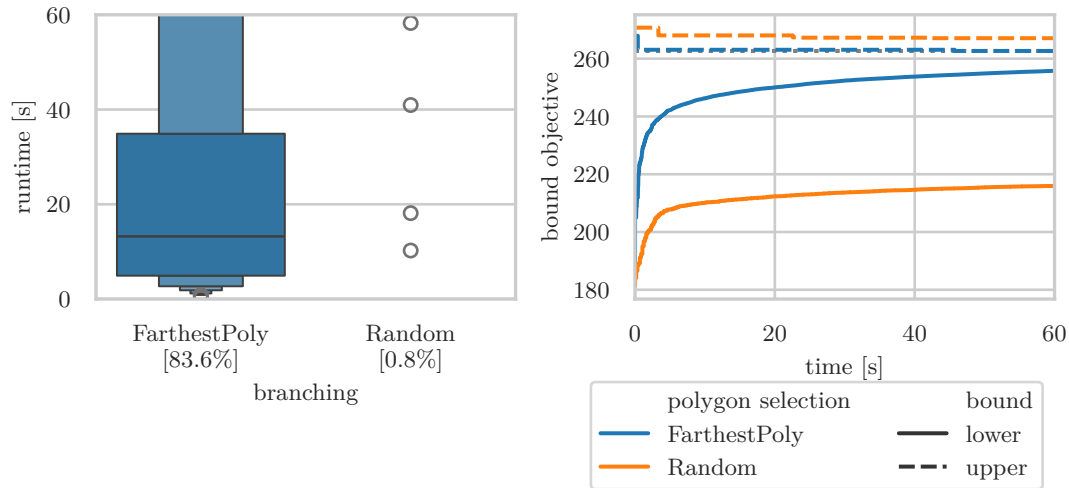 60
40
20
0
runtime [s]
FarthestPoly
[83.6%]
Random
[0.8%]
branching
260
240
220
200
180
bound objective
0
20
40
60
time [s]
polygon selection
FarthestPoly
Random
bound
lower
upper